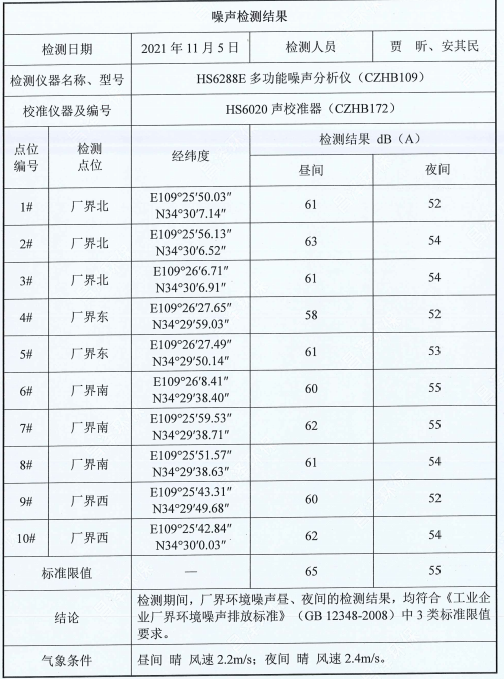 噪声检测结果
检测日期 2021年11月5日 检测人员 贾 昕、安其民
检测仪器名称、型号 HS6288E 多功能噪声分析仪（CZHB109）
校准仪器及编号 HS6020 声校准器（CZHB172）
点位编号 检测点位 经纬度 检测结果 dB（A）
昼间 夜间
1# 厂界北 E109°25′50.03″ N34°30′7.14″ 61 52
2# 厂界北 E109°25′56.13″ N34°30′6.52″ 63 54
3# 厂界北 E109°26′6.71″ N34°30′6.91″ 61 54
4# 厂界东 E109°26′27.65″ N34°29′59.03″ 58 52
5# 厂界东 E109°26′27.49″ N34°29′50.14″ 61 53
6# 厂界南 E109°26′8.41″ N34°29′38.40″ 60 55
7# 厂界南 E109°25′59.53″ N34°29′38.71″ 62 55
8# 厂界南 E109°25′51.57″ N34°29′38.63″ 61 54
9# 厂界西 E109°25′43.31″ N34°29′49.68″ 60 52
10# 厂界西 E109°25′42.84″ N34°30′0.03″ 62 54
标准限值 — 65 55
结论 检测期间，厂界环境噪声昼、夜间的检测结果，均符合《工业企
业厂界环境噪声排放标准》（GB 12348-2008）中 3 类标准限值
要求。
气象条件 昼间 晴 风速 2.2m/s；夜间 晴 风速 2.4m/s。